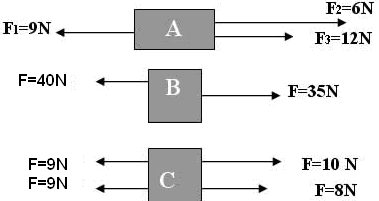 F₂=6N
F₁=9N
A
F₃=12N
F=40N
B
F=35N
F=9N
F=10 N
F=9N
C
F=8N